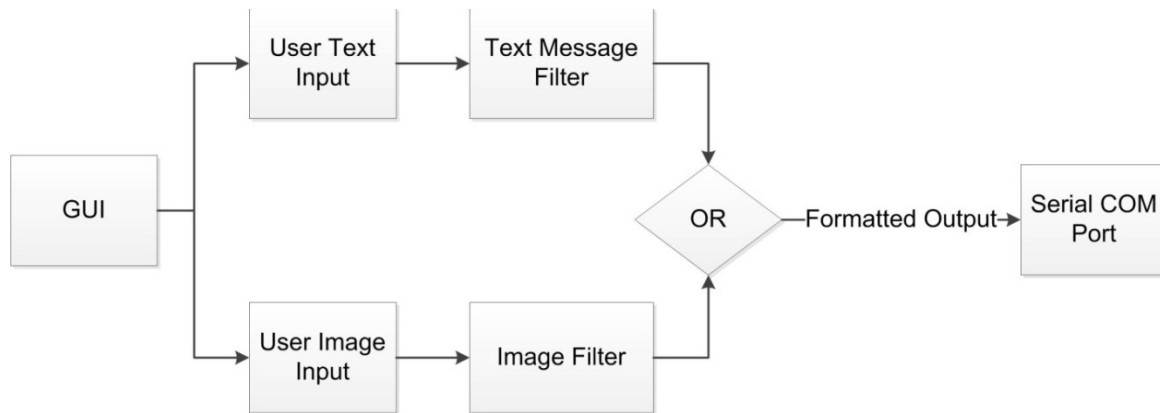 User Text
Input
Text Message
Filter
GUI
OR
Formatted Output
Serial COM
Port
User Image
Input
Image Filter